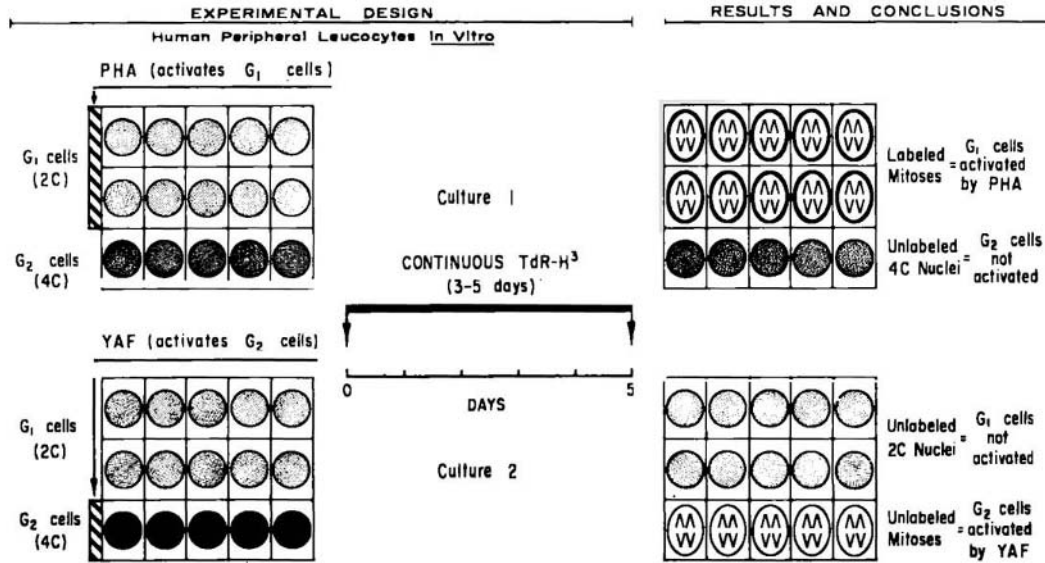 EXPERIMENTAL DESIGN
Human Peripheral Leucocytes In Vitro
PHA (activates G₁ cells)
G₁ cells
(2C)
G₂ cells
(4C)
YAF (activates G₂ cells)
G₁ cells
(2C)
G₂ cells
(4C)
Culture 1
CONTINUOUS TdR-H³
(3-5 days)
0
5
DAYS
Culture 2
RESULTS AND CONCLUSIONS
Labeled Mitoses = G₁ cells activated by PHA
Unlabeled 4C Nuclei = G₂ cells not activated
Unlabeled 2C Nuclei = G₁ cells not activated
Unlabeled Mitoses = G₂ cells activated by YAF